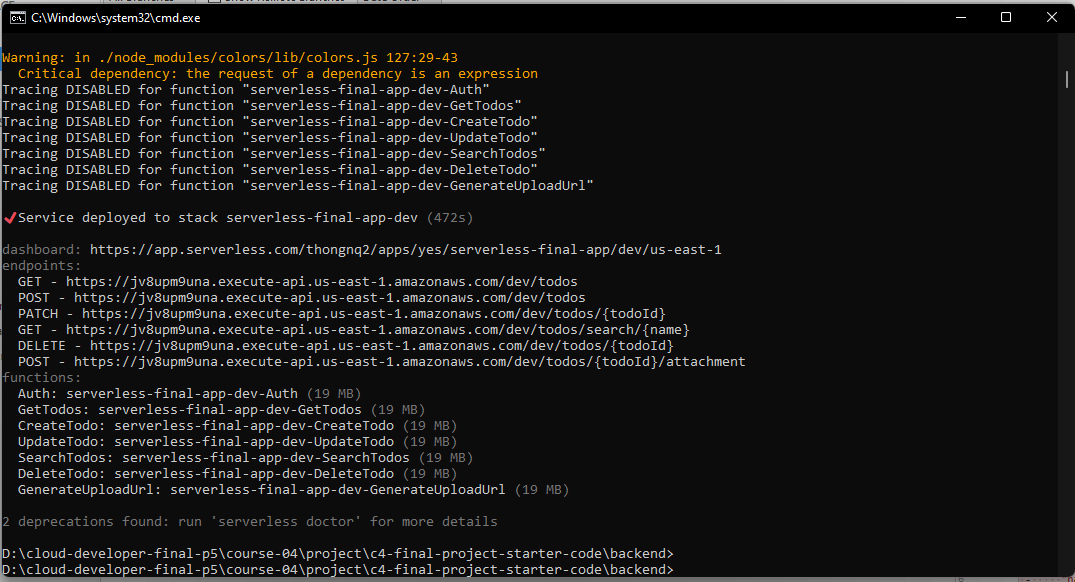 C:\Windows\system32\cmd.exe
Warning: in ./node_modules/colors/lib/colors.js 127:29-43
Critical dependency: the request of a dependency is an expression
Tracing DISABLED for function "serverless-final-app-dev-Auth"
Tracing DISABLED for function "serverless-final-app-dev-GetTodos"
Tracing DISABLED for function "serverless-final-app-dev-CreateTodo"
Tracing DISABLED for function "serverless-final-app-dev-UpdateTodo"
Tracing DISABLED for function "serverless-final-app-dev-SearchTodos"
Tracing DISABLED for function "serverless-final-app-dev-DeleteTodo"
Tracing DISABLED for function "serverless-final-app-dev-GenerateUploadUrl"
✔Service deployed to stack serverless-final-app-dev (472s)
dashboard: https://app.serverless.com/thongnq2/apps/yes/serverless-final-app/dev/us-east-1
endpoints:
GET - https://jv8upm9una.execute-api.us-east-1.amazonaws.com/dev/todos
POST - https://jv8upm9una.execute-api.us-east-1.amazonaws.com/dev/todos
PATCH - https://jv8upm9una.execute-api.us-east-1.amazonaws.com/dev/todos/{todoId}
GET - https://jv8upm9una.execute-api.us-east-1.amazonaws.com/dev/todos/search/{name}
DELETE - https://jv8upm9una.execute-api.us-east-1.amazonaws.com/dev/todos/{todoId}
POST - https://jv8upm9una.execute-api.us-east-1.amazonaws.com/dev/todos/{todoId}/attachment
functions:
Auth: serverless-final-app-dev-Auth (19 MB)
GetTodos: serverless-final-app-dev-GetTodos (19 MB)
CreateTodo: serverless-final-app-dev-CreateTodo (19 MB)
UpdateTodo: serverless-final-app-dev-UpdateTodo (19 MB)
SearchTodos: serverless-final-app-dev-SearchTodos (19 MB)
DeleteTodo: serverless-final-app-dev-DeleteTodo (19 MB)
GenerateUploadUrl: serverless-final-app-dev-GenerateUploadUrl (19 MB)
2 deprecations found: run 'serverless doctor' for more details
D:\cloud-developer-final-p5\course-04\project\c4-final-project-starter-code\backend>
D:\cloud-developer-final-p5\course-04\project\c4-final-project-starter-code\backend>